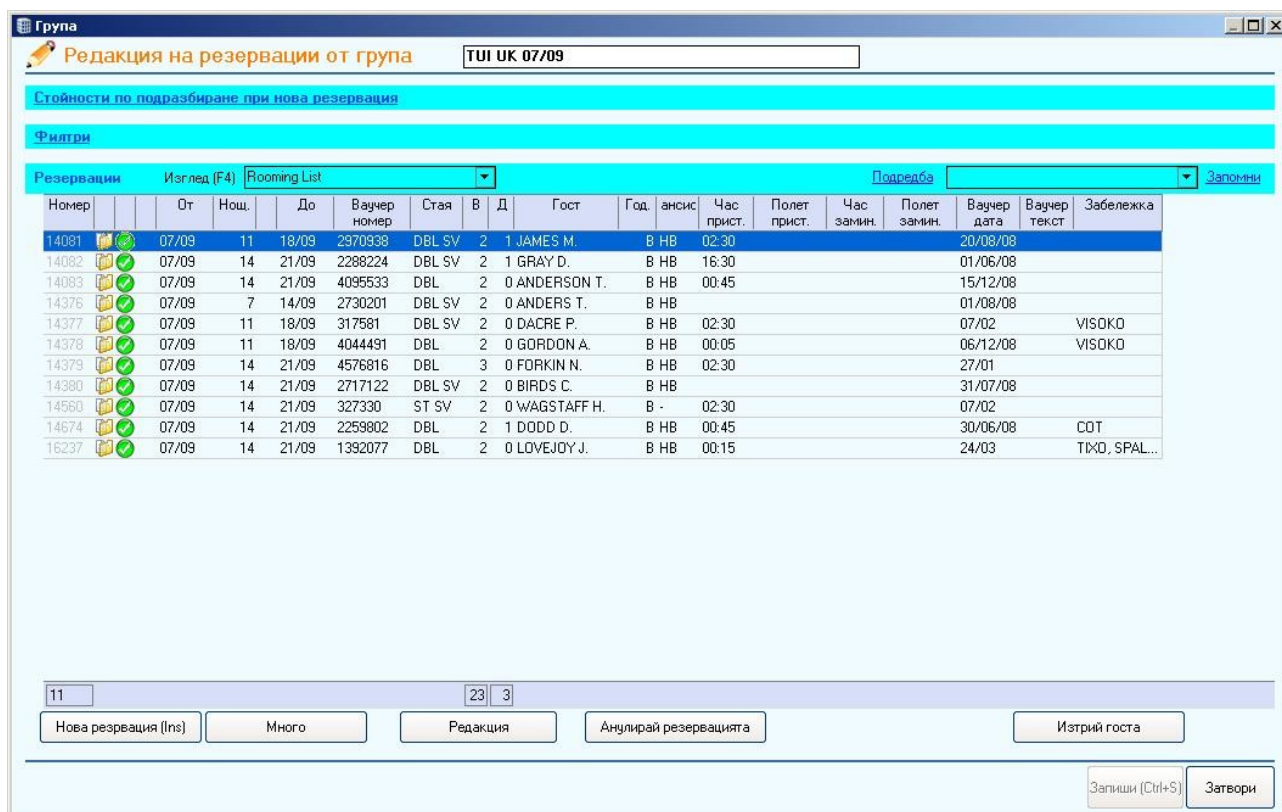 Група
Редакция на резервации от група TUI UK 07/09
Стойности по подразбиране при нова резервация
Филтри
Резервации Изглед (F4) Rooming List Подредба Запомни
Номер От Нощ. До Ваучер номер Стая В Д Гост Год. ансис Час прист. Полет прист. Час замин. Полет замин. Ваучер дата Ваучер текст Забележка
14081 07/09 11 18/09 2970938 DBL SV 2 1 JAMES M. В HB 02:30 20/08/08
14082 07/09 14 21/09 2288224 DBL SV 2 1 GRAY D. В HB 16:30 01/06/08
14083 07/09 14 21/09 4095533 DBL 2 0 ANDERSON T. В HB 00:45 15/12/08
14376 07/09 7 14/09 2730201 DBL SV 2 0 ANDERS T. В HB 01/08/08
14377 07/09 11 18/09 317581 DBL SV 2 0 DACRE P. В HB 02:30 07/02 VISOKO
14378 07/09 11 18/09 4044491 DBL 2 0 GORDON A. В HB 00:05 06/12/08 VISOKO
14379 07/09 14 21/09 4576816 DBL 3 0 FORKIN N. В HB 02:30 27/01
14380 07/09 14 21/09 2717122 DBL SV 2 0 BIRDS C. В HB 31/07/08
14560 07/09 14 21/09 327330 ST SV 2 0 WAGSTAFF H. В - 02:30 07/02
14674 07/09 14 21/09 2259802 DBL 2 1 DODD D. В HB 00:45 30/06/08 COT
16237 07/09 14 21/09 1392077 DBL 2 0 LOVEJOY J. В HB 00:15 24/03 TIXO, SPAL...
11 23 3
Нова резрвация (Ins) Много Редакция Анулирай резервацията Изтрий госта
Запиши (Ctrl+S) Затвори